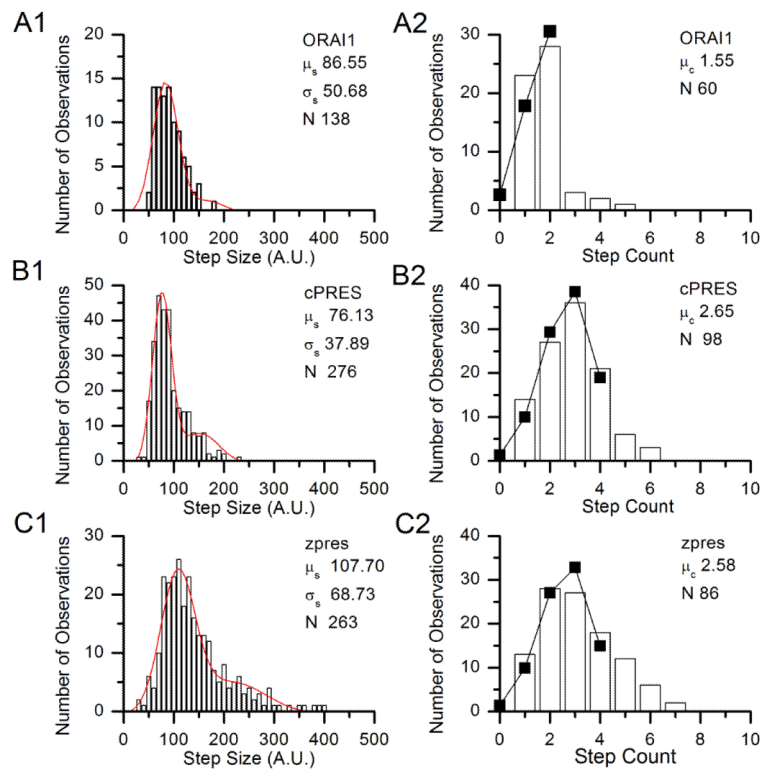 A1
ORAI1
μs 86.55
σs 50.68
N 138
Number of Observations
20
15
10
5
0
0 100 200 300 400 500
Step Size (A.U.)
A2
ORAI1
μc 1.55
N 60
Number of Observations
30
20
10
0
0 2 4 6 8 10
Step Count
B1
cPRES
μs 76.13
σs 37.89
N 276
Number of Observations
50
40
30
20
10
0
0 100 200 300 400 500
Step Size (A.U.)
B2
cPRES
μc 2.65
N 98
Number of Observations
40
30
20
10
0
0 2 4 6 8 10
Step Count
C1
zpres
μs 107.70
σs 68.73
N 263
Number of Observations
30
20
10
0
0 100 200 300 400 500
Step Size (A.U.)
C2
zpres
μc 2.58
N 86
Number of Observations
40
30
20
10
0
0 2 4 6 8 10
Step Count